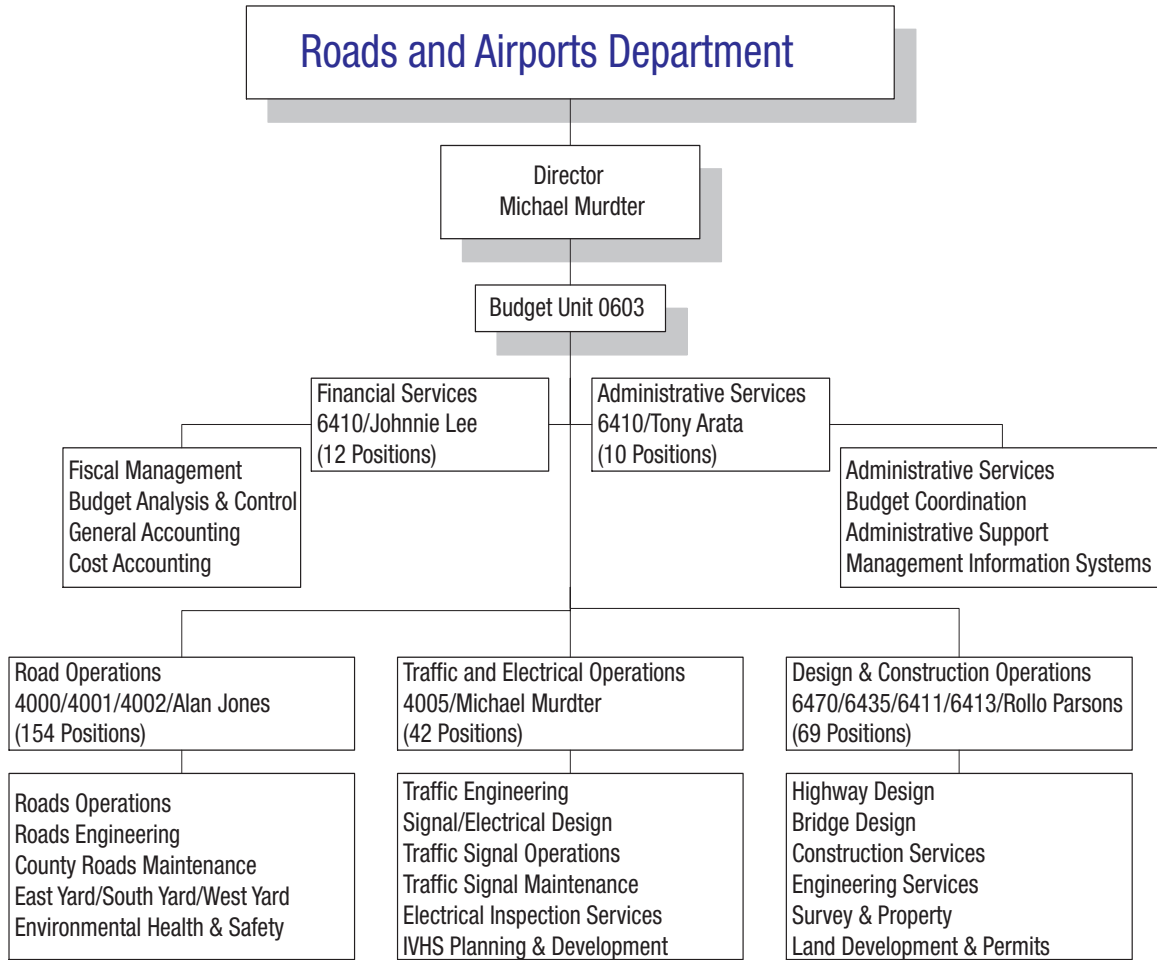 Roads and Airports Department
Director
Michael Murdter
Budget Unit 0603
Financial Services
6410/Johnnie Lee
(12 Positions)
Administrative Services
6410/Tony Arata
(10 Positions)
Fiscal Management
Budget Analysis & Control
General Accounting
Cost Accounting
Administrative Services
Budget Coordination
Administrative Support
Management Information Systems
Road Operations
4000/4001/4002/Alan Jones
(154 Positions)
Traffic and Electrical Operations
4005/Michael Murdter
(42 Positions)
Design & Construction Operations
6470/6435/6411/6413/Rollo Parsons
(69 Positions)
Roads Operations
Roads Engineering
County Roads Maintenance
East Yard/South Yard/West Yard
Environmental Health & Safety
Traffic Engineering
Signal/Electrical Design
Traffic Signal Operations
Traffic Signal Maintenance
Electrical Inspection Services
IVHS Planning & Development
Highway Design
Bridge Design
Construction Services
Engineering Services
Survey & Property
Land Development & Permits